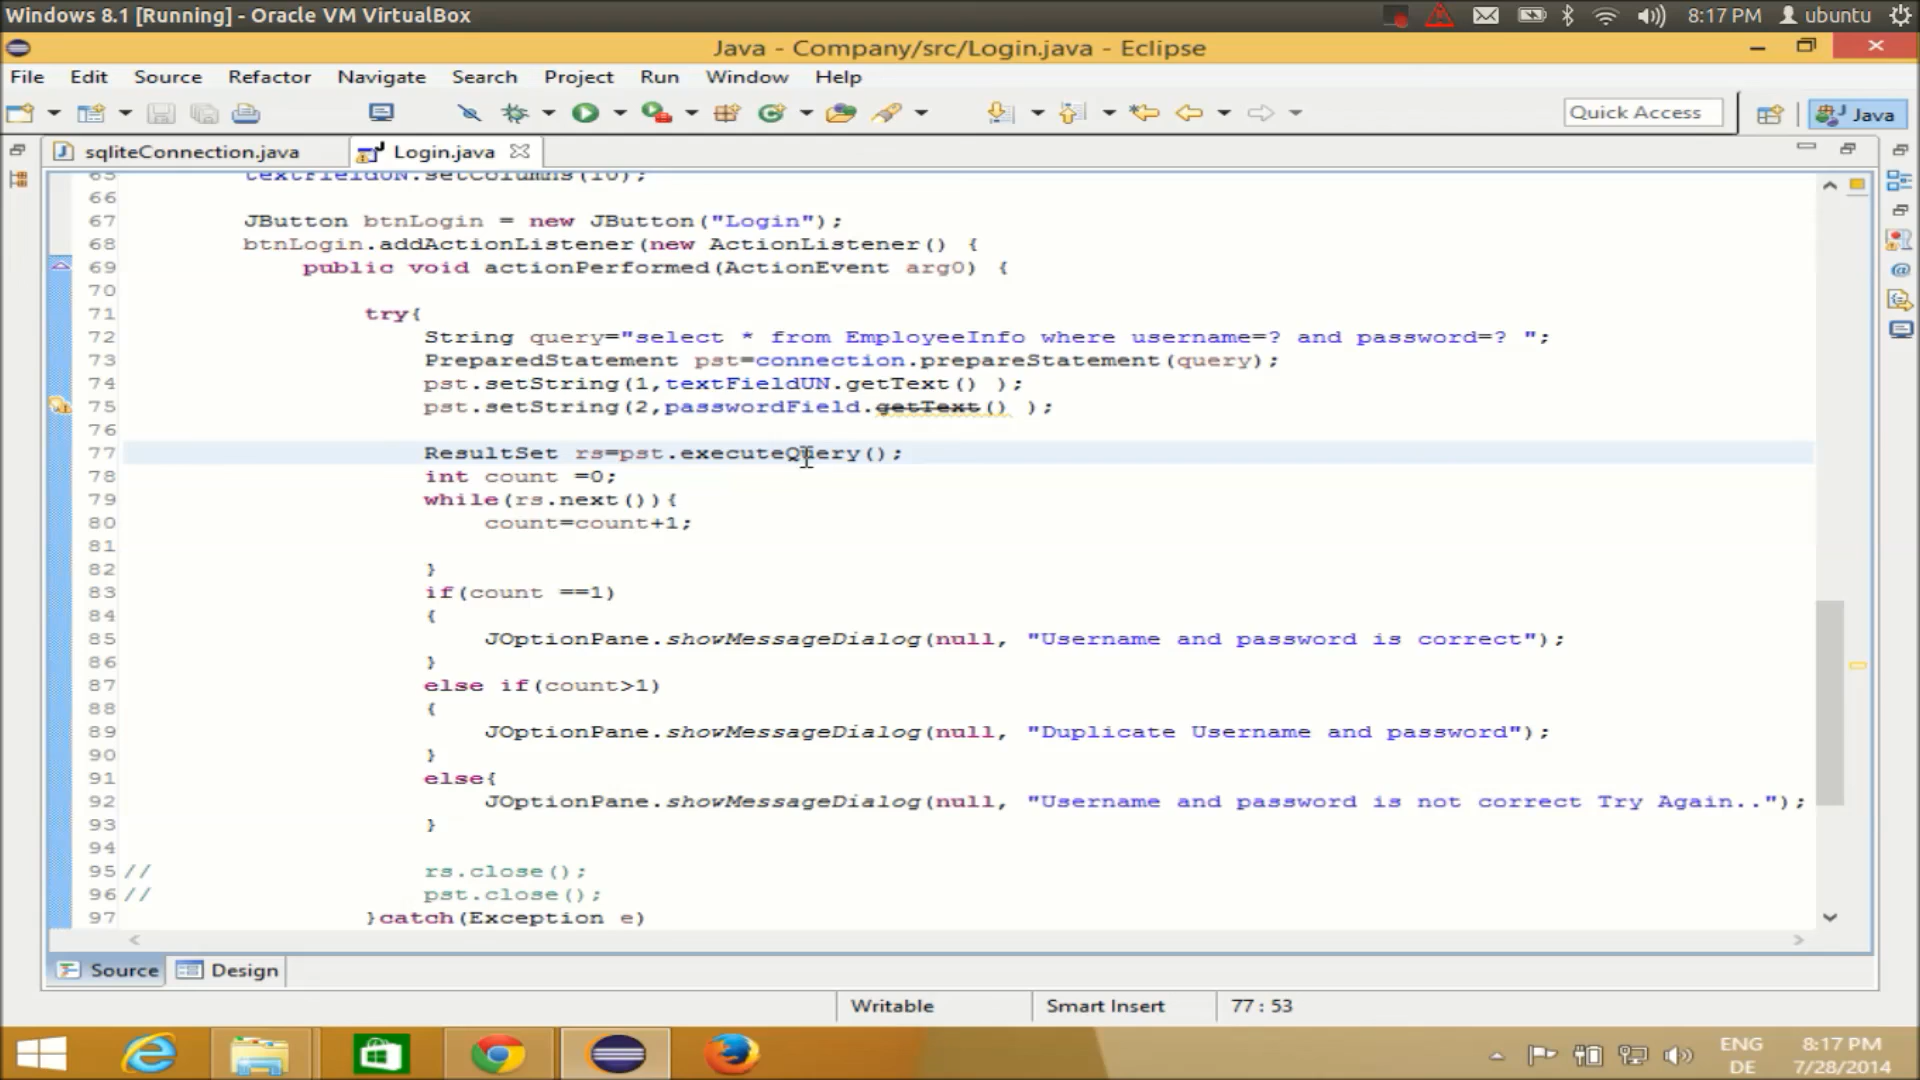 Windows 8.1 [Running] - Oracle VM VirtualBox
8:17 PM ubuntu
Java - Company/src/Login.java - Eclipse
File Edit Source Refactor Navigate Search Project Run Window Help
Quick Access
Java
sqliteConnection.java
Login.java
65 textFieldUN.setColumns(10);
66
67 JButton btnLogin = new JButton("Login");
68 btnLogin.addActionListener(new ActionListener() {
69 public void actionPerformed(ActionEvent arg0) {
70
71 try{
72 String query="select * from EmployeeInfo where username=? and password=? ";
73 PreparedStatement pst=connection.prepareStatement(query);
74 pst.setString(1,textFieldUN.getText() );
75 pst.setString(2,passwordField.getText() );
76
77 ResultSet rs=pst.executeQuery();
78 int count =0;
79 while(rs.next()){
80 count=count+1;
81
82 }
83 if(count ==1)
84 {
85 JOptionPane.showMessageDialog(null, "Username and password is correct");
86 }
87 else if(count>1)
88 {
89 JOptionPane.showMessageDialog(null, "Duplicate Username and password");
90 }
91 else{
92 JOptionPane.showMessageDialog(null, "Username and password is not correct Try Again..");
93 }
94
95 // rs.close();
96 // pst.close();
97 }catch(Exception e)
Source Design
Writable Smart Insert 77 : 53
ENG 8:17 PM
DE 7/28/2014